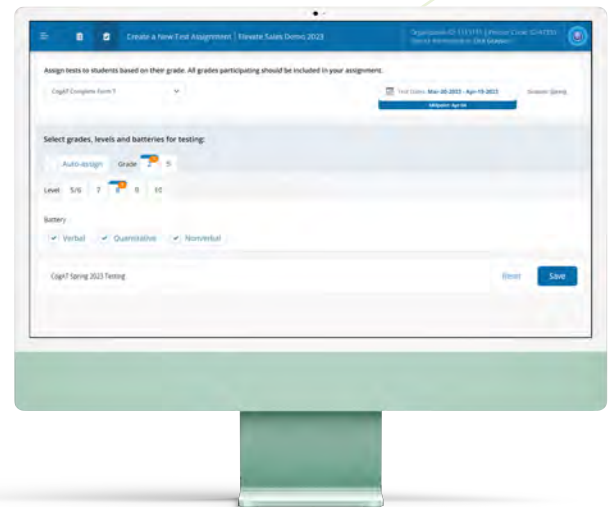 Create a New Test Assignment | Elevate Sales Demo 2023
Assign tests to students based on their grade. All grades participating should be included in your assignment.
CogAT Complete Form 7
Test Dates: Mar-20-2023 - Apr-19-2023
Select grades, levels and batteries for testing:
Auto-assign Grade 2 5
Level 5/6 7 8 9 10
Battery
Verbal Quantitative Nonverbal
CogAT Spring 2023 Testing
Reset Save